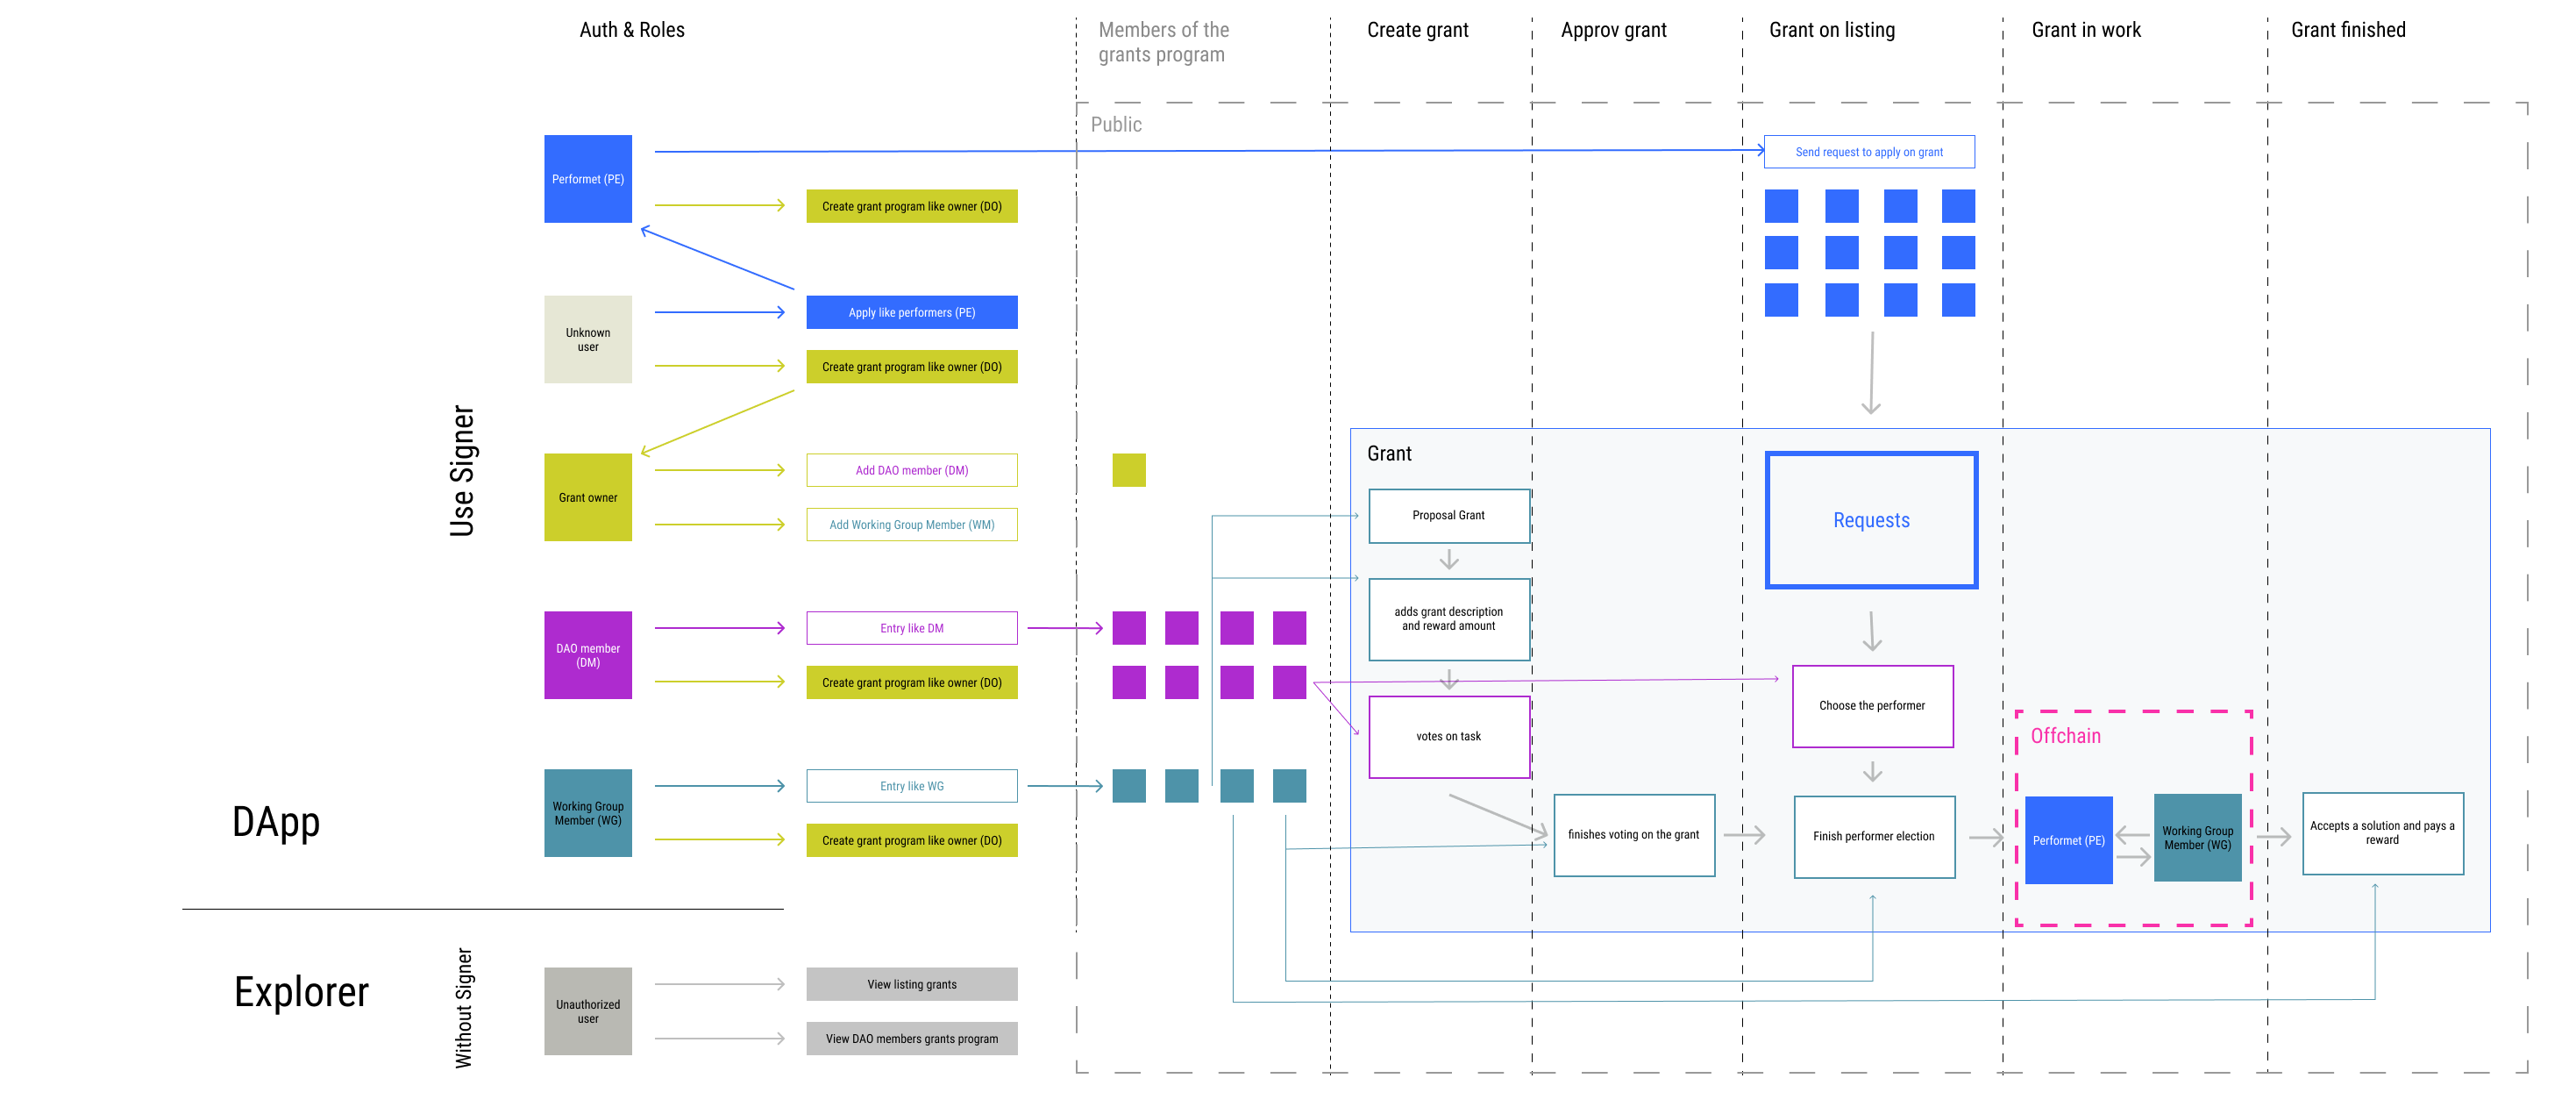 Auth & Roles
Members of the
grants program
Create grant
Approv grant
Grant on listing
Grant in work
Grant finished
Public
Performet (PE)
Send request to apply on grant
Create grant program like owner (DO)
Unknown
user
Apply like performers (PE)
Create grant program like owner (DO)
Use Signer
Grant owner
Add DAO member (DM)
Add Working Group Member (WM)
Grant
Proposal Grant
Requests
adds grant description
and reward amount
DAO member
(DM)
Entry like DM
Create grant program like owner (DO)
votes on task
Choose the performer
Offchain
DApp
Working Group
Member (WG)
Entry like WG
Create grant program like owner (DO)
finishes voting on the grant
Finish performer election
Performet (PE)
Working Group
Member (WG)
Accepts a solution and pays a
reward
Explorer
Without Signer
Unauthorized
user
View listing grants
View DAO members grants program